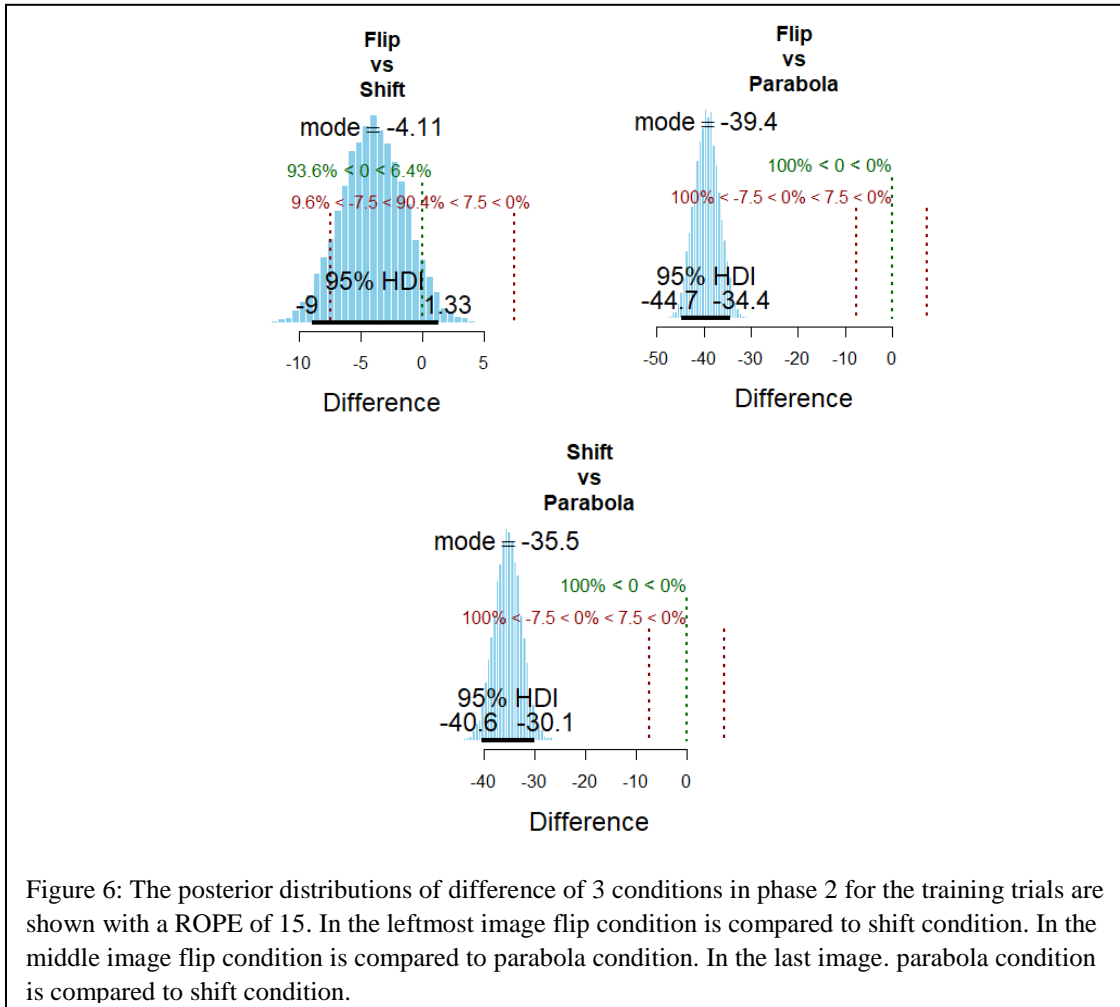 Flip
vs
Shift
mode = -4.11
93.6% < 0 < 6.4%
9.6% < -7.5 < 90.4% < 7.5 < 0%
95% HDI
-9 1.33
-10 -5 0 5
Difference
Flip
vs
Parabola
mode = -39.4
100% < 0 < 0%
100% < -7.5 < 0% < 7.5 < 0%
95% HDI
-44.7 -34.4
-50 -40 -30 -20 -10 0
Difference
Shift
vs
Parabola
mode = -35.5
100% < 0 < 0%
100% < -7.5 < 0% < 7.5 < 0%
95% HDI
-40.6 -30.1
-40 -30 -20 -10 0
Difference
Figure 6: The posterior distributions of difference of 3 conditions in phase 2 for the training trials are
shown with a ROPE of 15. In the leftmost image flip condition is compared to shift condition. In the
middle image flip condition is compared to parabola condition. In the last image. parabola condition
is compared to shift condition.